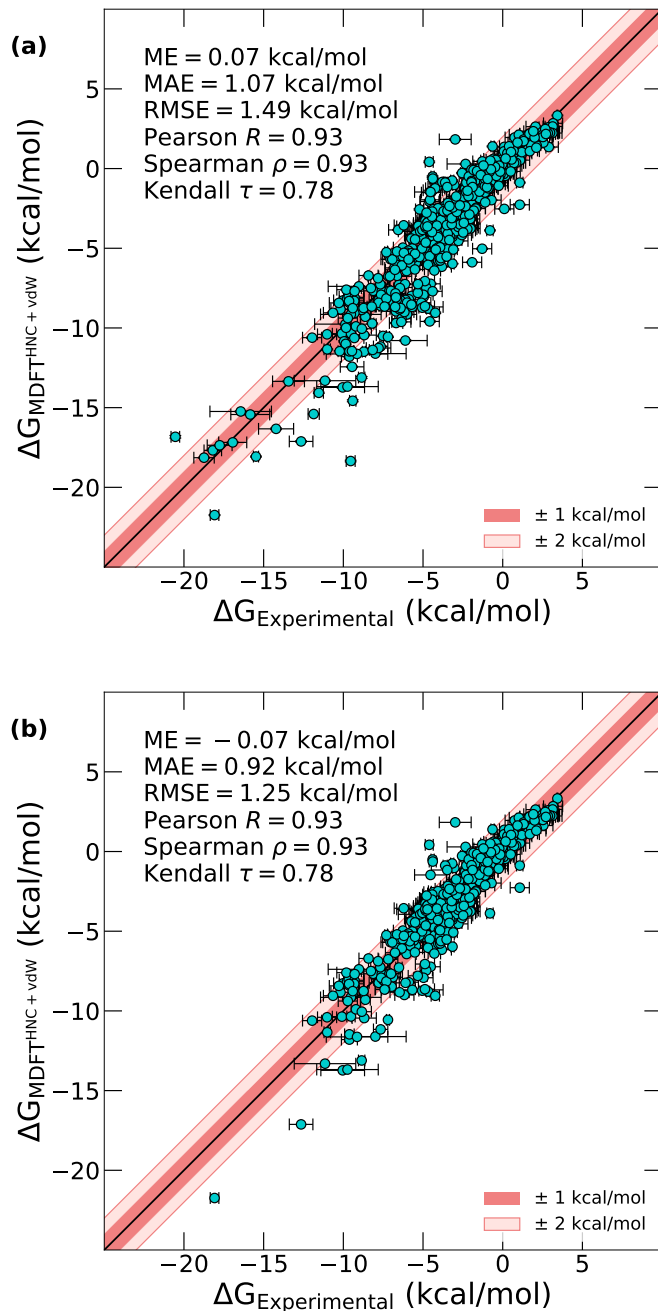 (a)
ME = 0.07 kcal/mol
MAE = 1.07 kcal/mol
RMSE = 1.49 kcal/mol
Pearson R = 0.93
Spearman ρ = 0.93
Kendall τ = 0.78
5
0
−5
−10
−15
−20
ΔG_MDFT^HNC + vdW (kcal/mol)
± 1 kcal/mol
± 2 kcal/mol
−20 −15 −10 −5 0 5
ΔG_Experimental (kcal/mol)
(b)
ME = −0.07 kcal/mol
MAE = 0.92 kcal/mol
RMSE = 1.25 kcal/mol
Pearson R = 0.93
Spearman ρ = 0.93
Kendall τ = 0.78
5
0
−5
−10
−15
−20
ΔG_MDFT^HNC + vdW (kcal/mol)
± 1 kcal/mol
± 2 kcal/mol
−20 −15 −10 −5 0 5
ΔG_Experimental (kcal/mol)